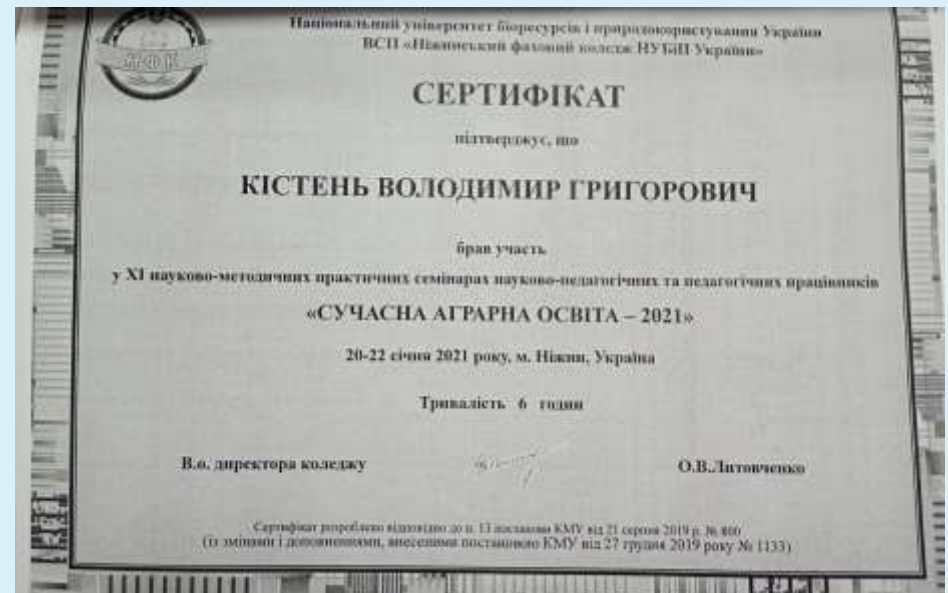 Національний університет біоресурсів і природокористування України
ВСП «Ніжинський фаховий коледж НУБіП України»
НФК
СЕРТИФІКАТ
підтверджує, що
КІСТЕНЬ ВОЛОДИМИР ГРИГОРОВИЧ
брав участь
у XI науково-методичних практичних семінарах науково-педагогічних та педагогічних працівників
«СУЧАСНА АГРАРНА ОСВІТА – 2021»
20-22 січня 2021 року, м. Ніжин, Україна
Тривалість 6 годин
В.о. директора коледжу
О.В.Литовченко
Сертифікат розроблено відповідно до п. 13 постанови КМУ від 21 серпня 2019 р. № 800
(із змінами і доповненнями, внесеними постановою КМУ від 27 грудня 2019 року № 1133)